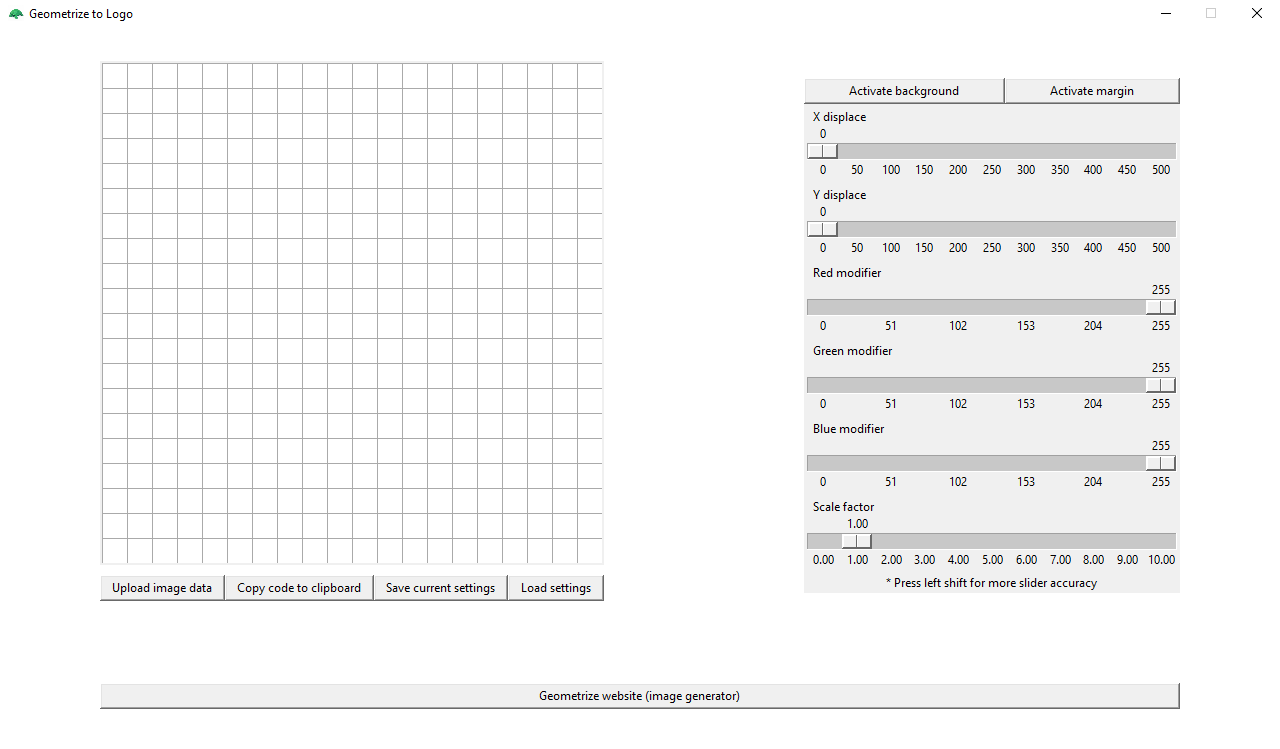 Geometrize to Logo
Activate background Activate margin
X displace
0
0 50 100 150 200 250 300 350 400 450 500
Y displace
0
0 50 100 150 200 250 300 350 400 450 500
Red modifier
255
0 51 102 153 204 255
Green modifier
255
0 51 102 153 204 255
Blue modifier
255
0 51 102 153 204 255
Scale factor
1.00
0.00 1.00 2.00 3.00 4.00 5.00 6.00 7.00 8.00 9.00 10.00
* Press left shift for more slider accuracy
Upload image data Copy code to clipboard Save current settings Load settings
Geometrize website (image generator)